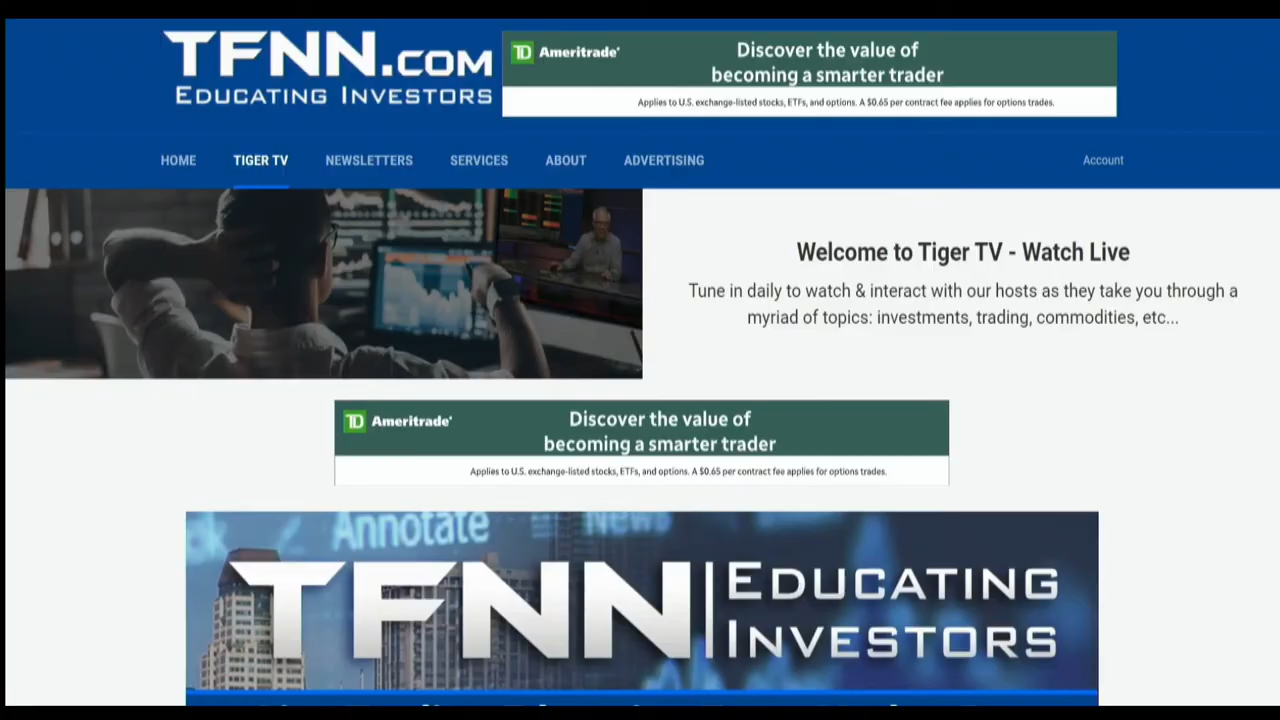 TFNN.COM
EDUCATING INVESTORS
TD Ameritrade
Discover the value of
becoming a smarter trader
Applies to U.S. exchange-listed stocks, ETFs, and options. A $0.65 per contract fee applies for options trades.
HOME TIGER TV NEWSLETTERS SERVICES ABOUT ADVERTISING Account
Welcome to Tiger TV - Watch Live
Tune in daily to watch & interact with our hosts as they take you through a
myriad of topics: investments, trading, commodities, etc...
TD Ameritrade
Discover the value of
becoming a smarter trader
Applies to U.S. exchange-listed stocks, ETFs, and options. A $0.65 per contract fee applies for options trades.
Annotate News
TFNN EDUCATING
INVESTORS